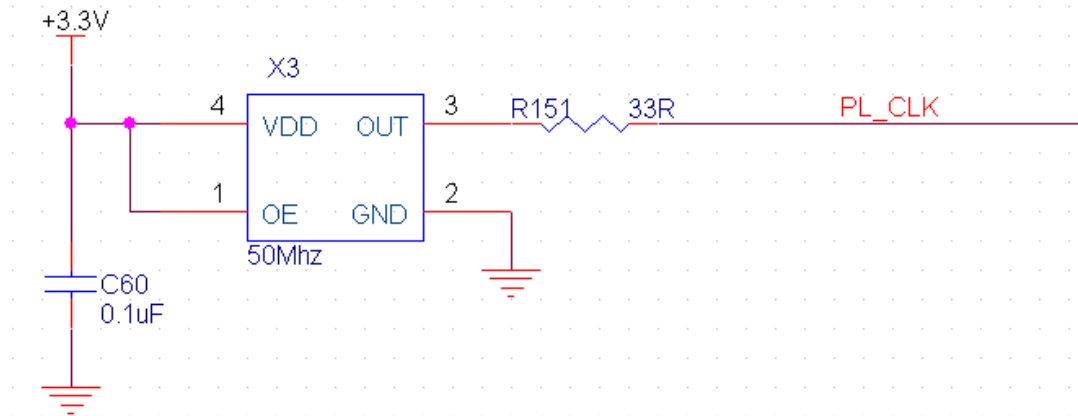 +3.3V
X3
4
VDD
OUT
3
R151
33R
PL_CLK
1
OE
GND
2
50Mhz
C60
0.1uF